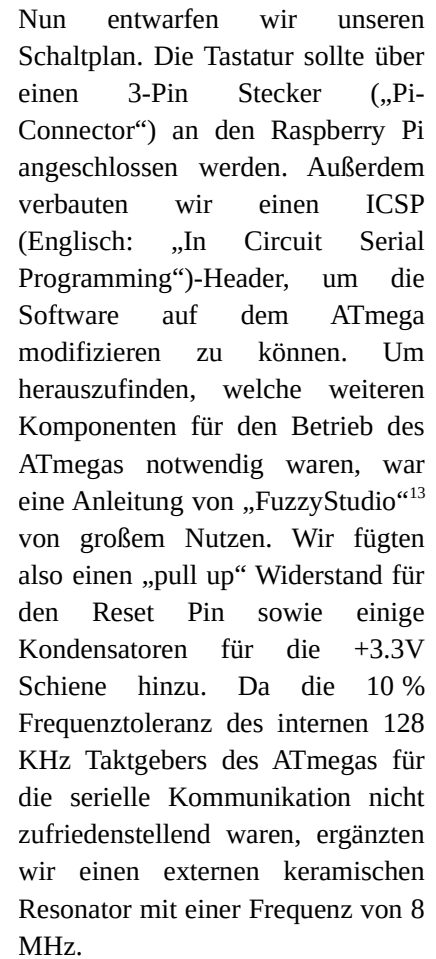 Nun entwarfen wir unseren
Schaltplan. Die Tastatur sollte über
einen 3-Pin Stecker („Pi-
Connector“) an den Raspberry Pi
angeschlossen werden. Außerdem
verbauten wir einen ICSP
(Englisch: „In Circuit Serial
Programming“)-Header, um die
Software auf dem ATmega
modifizieren zu können. Um
herauszufinden, welche weiteren
Komponenten für den Betrieb des
ATmegas notwendig waren, war
eine Anleitung von „FuzzyStudio“¹³
von großem Nutzen. Wir fügten
also einen „pull up“ Widerstand für
den Reset Pin sowie einige
Kondensatoren für die +3.3V
Schiene hinzu. Da die 10 %
Frequenztoleranz des internen 128
KHz Taktgebers des ATmegas für
die serielle Kommunikation nicht
zufriedenstellend waren, ergänzten
wir einen externen keramischen
Resonator mit einer Frequenz von 8
MHz.